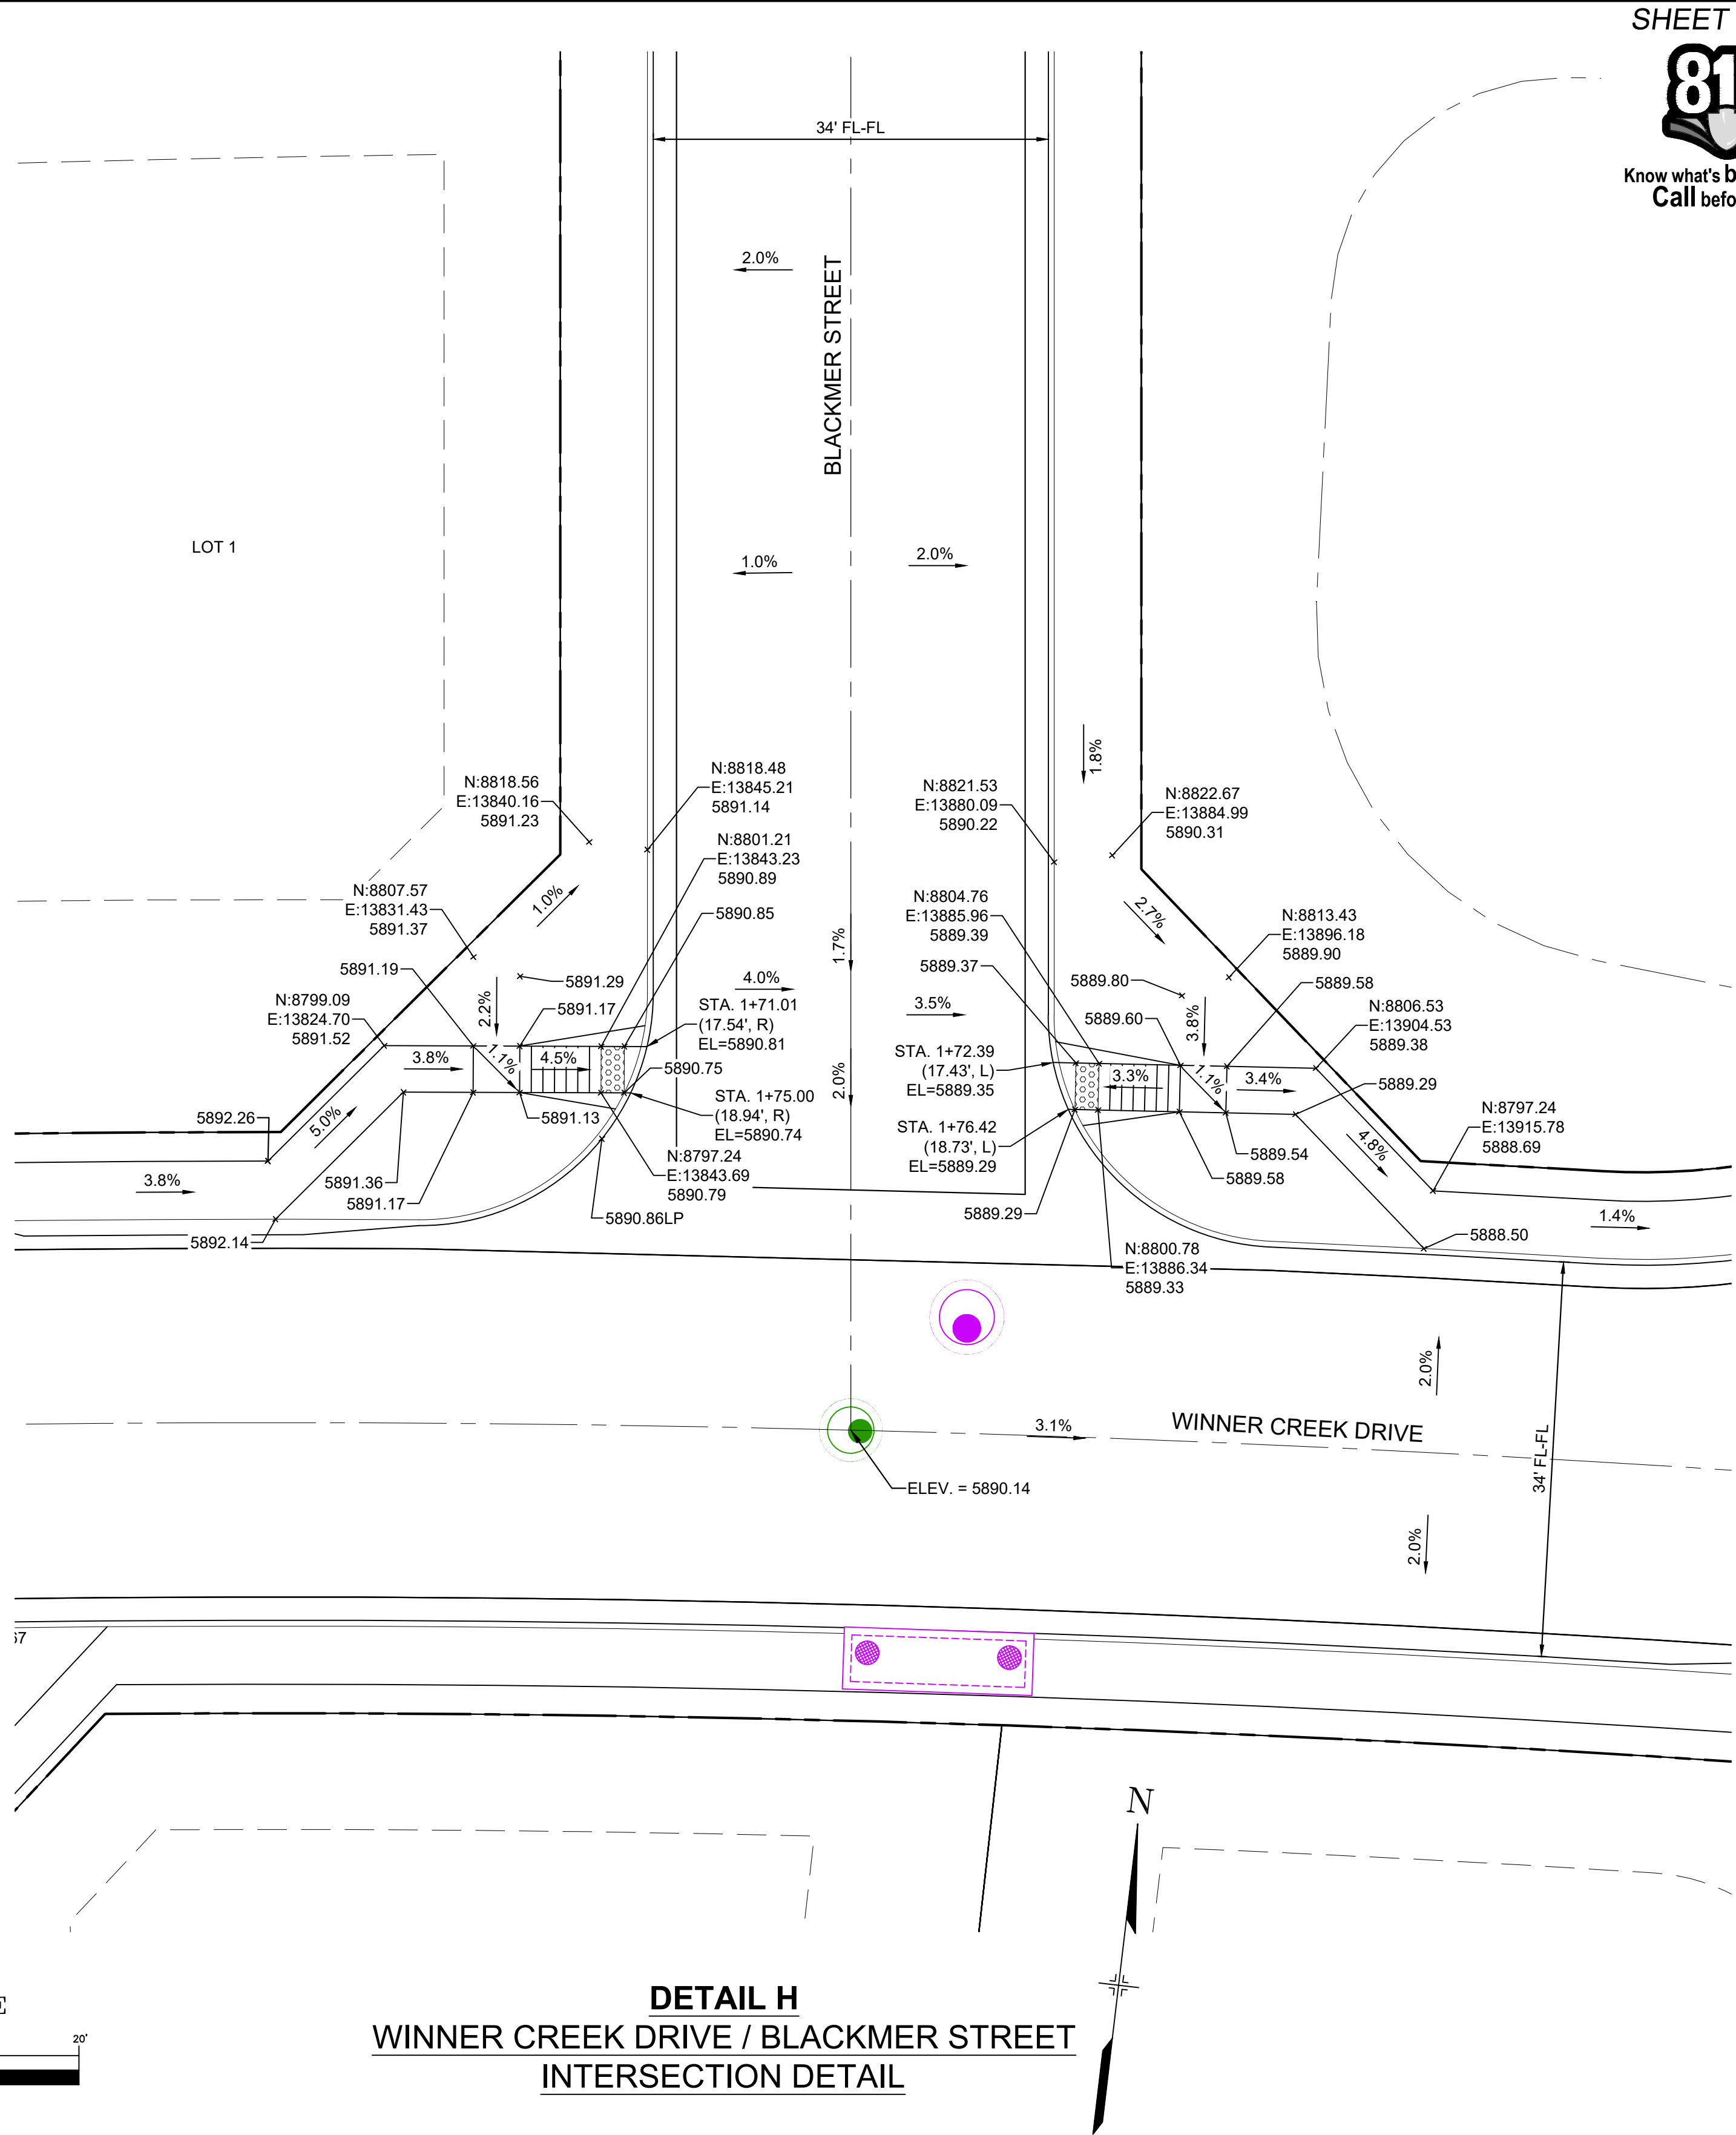 SHEET
81
Know what's b
Call befo
34' FL-FL
2.0%
BLACKMER STREET
LOT 1
1.0%
2.0%
1.8%
N:8818.56
E:13840.16
5891.23
N:8818.48
E:13845.21
5891.14
N:8821.53
E:13880.09
5890.22
N:8822.67
E:13884.99
5890.31
N:8801.21
E:13843.23
5890.89
N:8807.57
E:13831.43
5891.37
1.0%
5890.85
N:8804.76
E:13885.96
5889.39
2.7%
N:8813.43
E:13896.18
5889.90
1.7%
5891.19
5891.29
4.0%
5889.37
5889.80
5889.58
N:8799.09
E:13824.70
5891.52
2.2%
5891.17
STA. 1+71.01
(17.54', R)
EL=5890.81
3.5%
5889.60
3.8%
N:8806.53
E:13904.53
5889.38
3.8%
1.1%
4.5%
5890.75
2.0%
STA. 1+72.39
(17.43', L)
EL=5889.35
3.3%
1.1%
3.4%
5889.29
5892.26
5.0%
5891.13
STA. 1+75.00
(18.94', R)
EL=5890.74
STA. 1+76.42
(18.73', L)
EL=5889.29
5889.54
4.8%
N:8797.24
E:13915.78
5888.69
3.8%
5891.36
5891.17
N:8797.24
E:13843.69
5890.79
5889.58
5892.14
5890.86LP
5889.29
1.4%
5888.50
N:8800.78
E:13886.34
5889.33
2.0%
3.1%
WINNER CREEK DRIVE
34' FL-FL
ELEV. = 5890.14
2.0%
67
N
DETAIL H
WINNER CREEK DRIVE / BLACKMER STREET
INTERSECTION DETAIL
E
20'